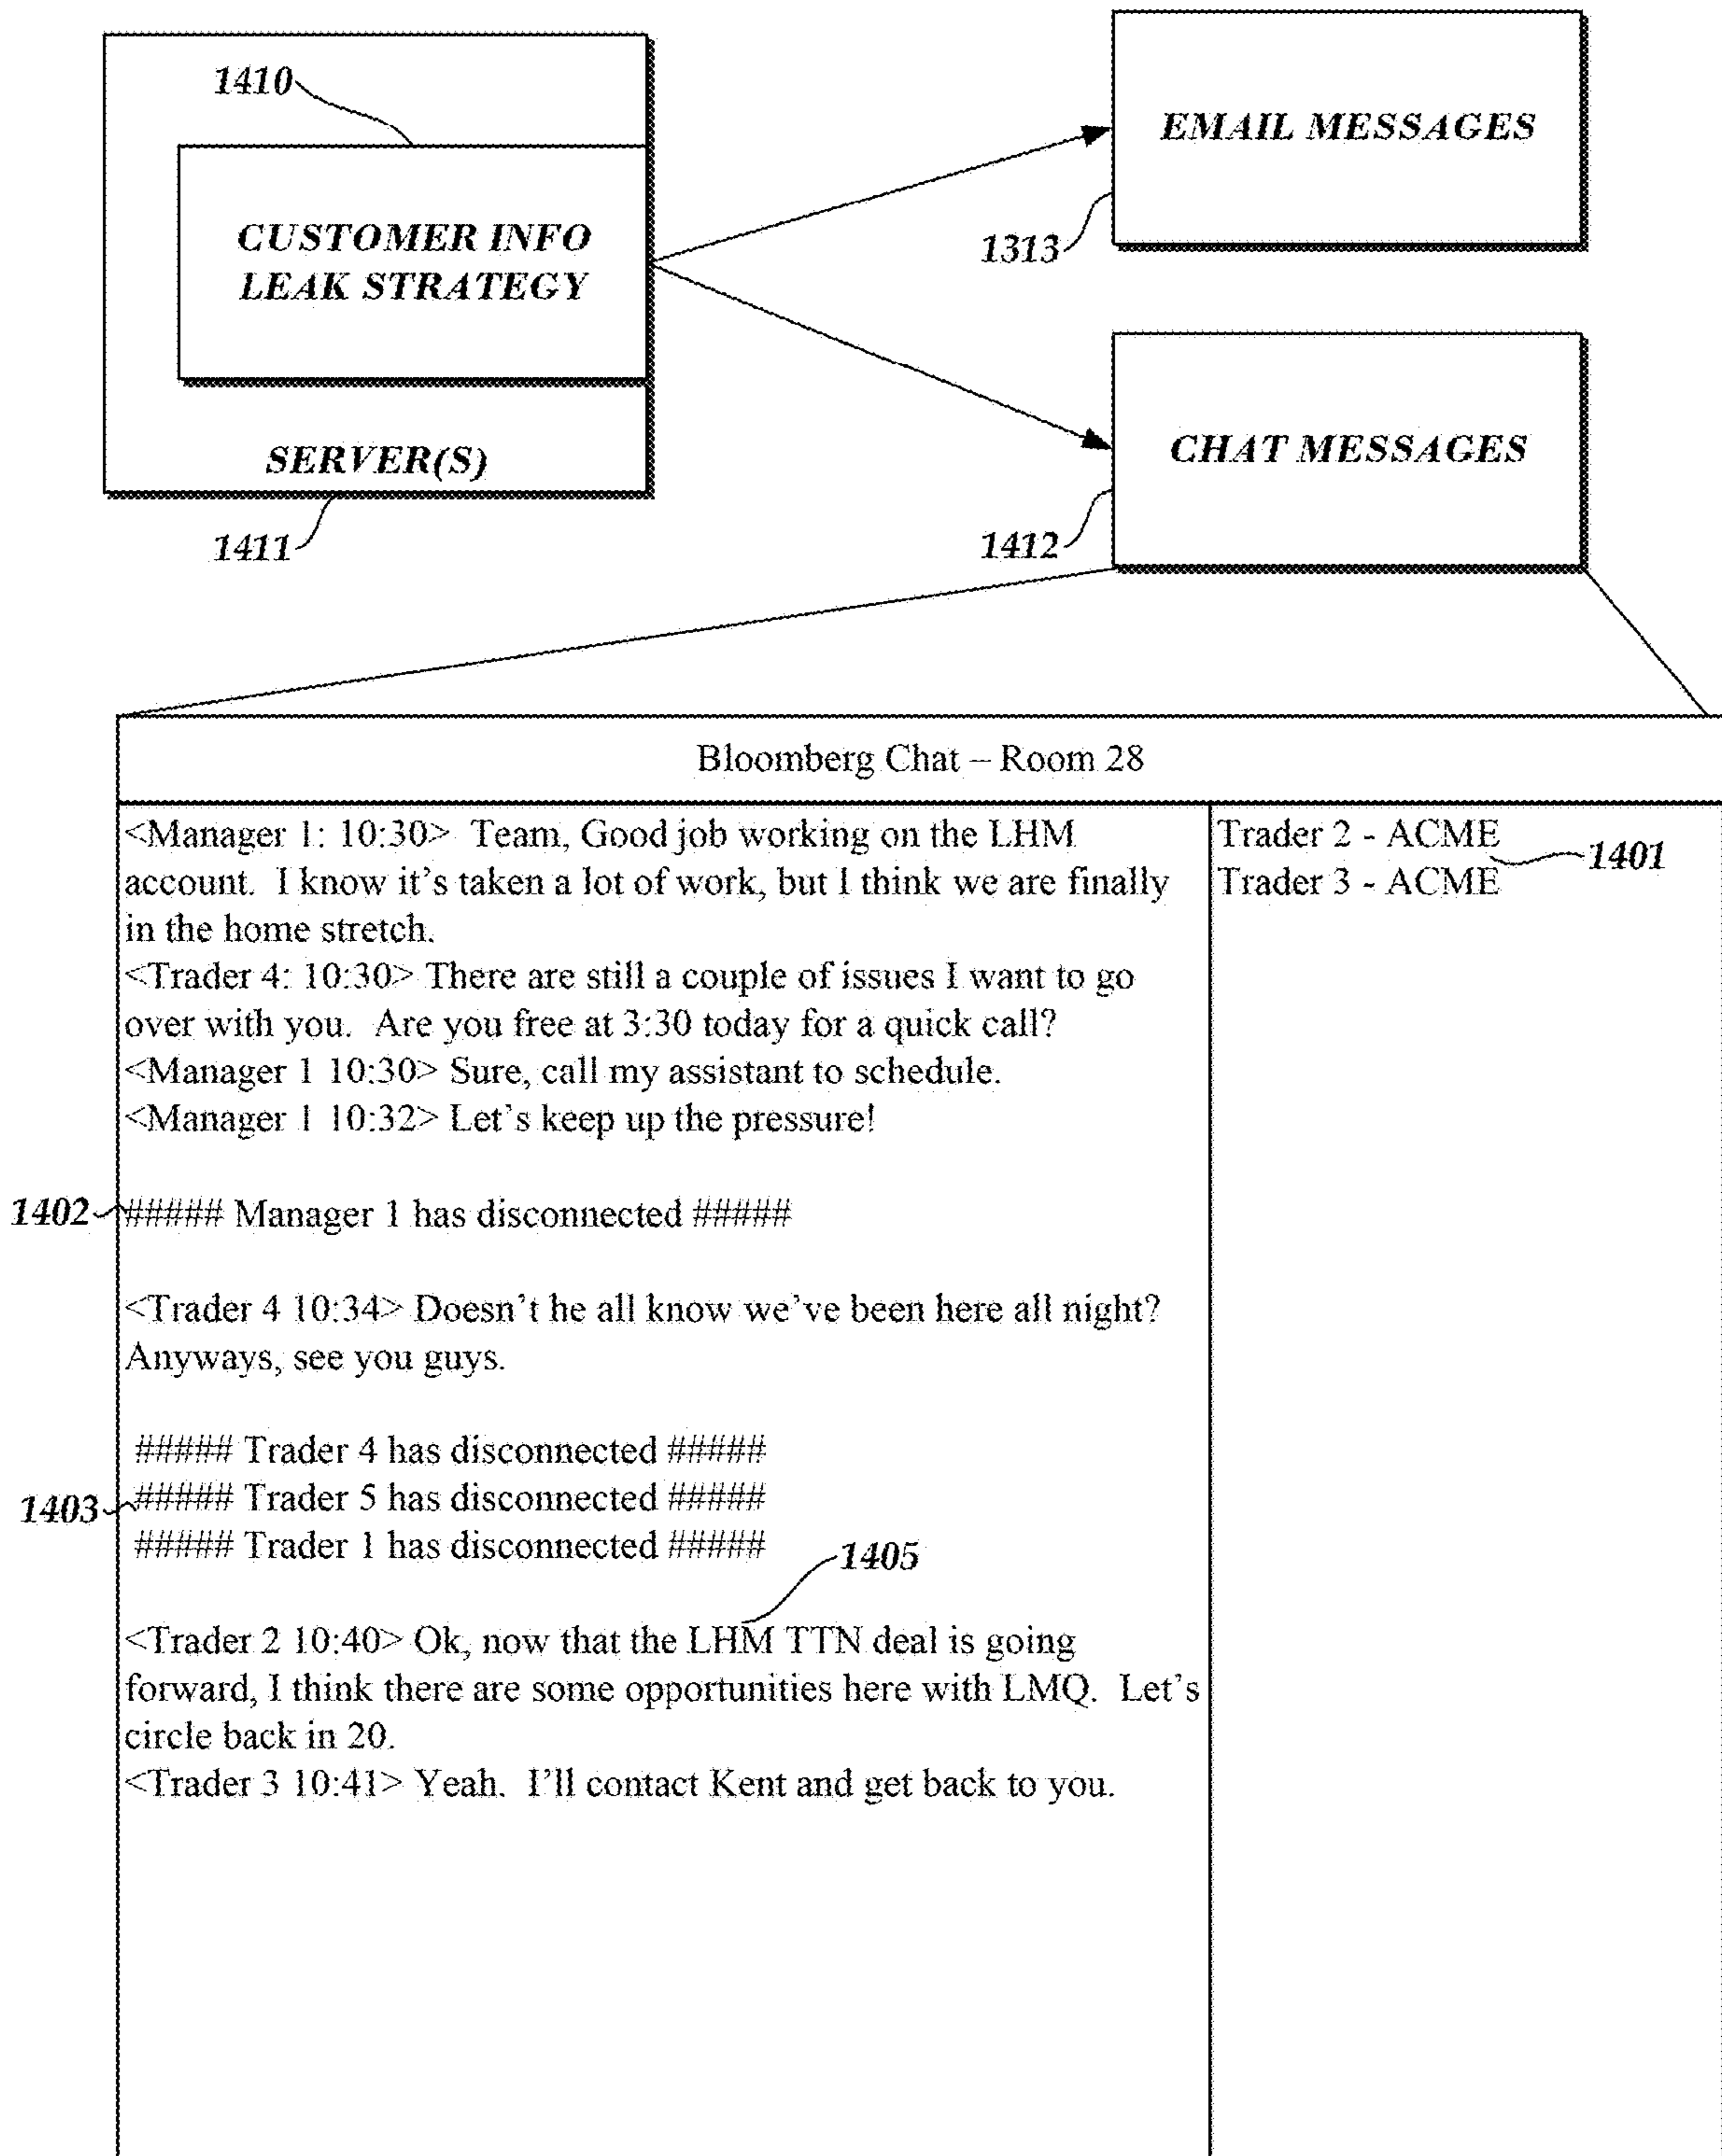 1410
CUSTOMER INFO
LEAK STRATEGY
SERVER(S)
1411
EMAIL MESSAGES
1313
CHAT MESSAGES
1412
Bloomberg Chat – Room 28
<Manager 1: 10:30>  Team, Good job working on the LHM
account.  I know it's taken a lot of work, but I think we are finally
in the home stretch.
<Trader 4: 10:30> There are still a couple of issues I want to go
over with you.  Are you free at 3:30 today for a quick call?
<Manager 1 10:30> Sure, call my assistant to schedule.
<Manager 1 10:32> Let's keep up the pressure!
1402
##### Manager 1 has disconnected #####
<Trader 4 10:34> Doesn't he all know we've been here all night?
Anyways, see you guys.
##### Trader 4 has disconnected #####
1403
##### Trader 5 has disconnected #####
##### Trader 1 has disconnected #####
1405
<Trader 2 10:40> Ok, now that the LHM TTN deal is going
forward, I think there are some opportunities here with LMQ.  Let's
circle back in 20.
<Trader 3 10:41> Yeah.  I'll contact Kent and get back to you.
Trader 2 - ACME
1401
Trader 3 - ACME